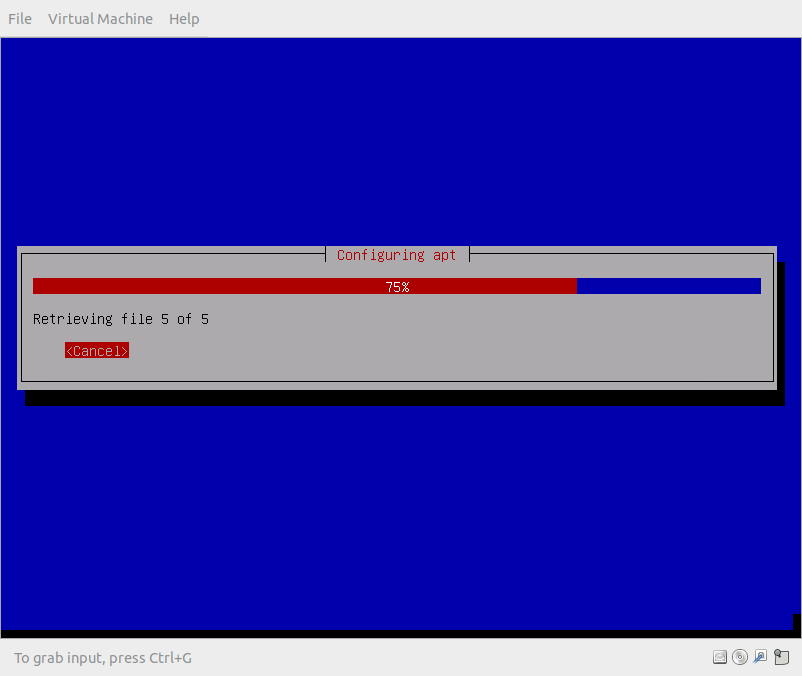 File Virtual Machine Help
Configuring apt
75%
Retrieving file 5 of 5
<Cancel>
To grab input, press Ctrl+G